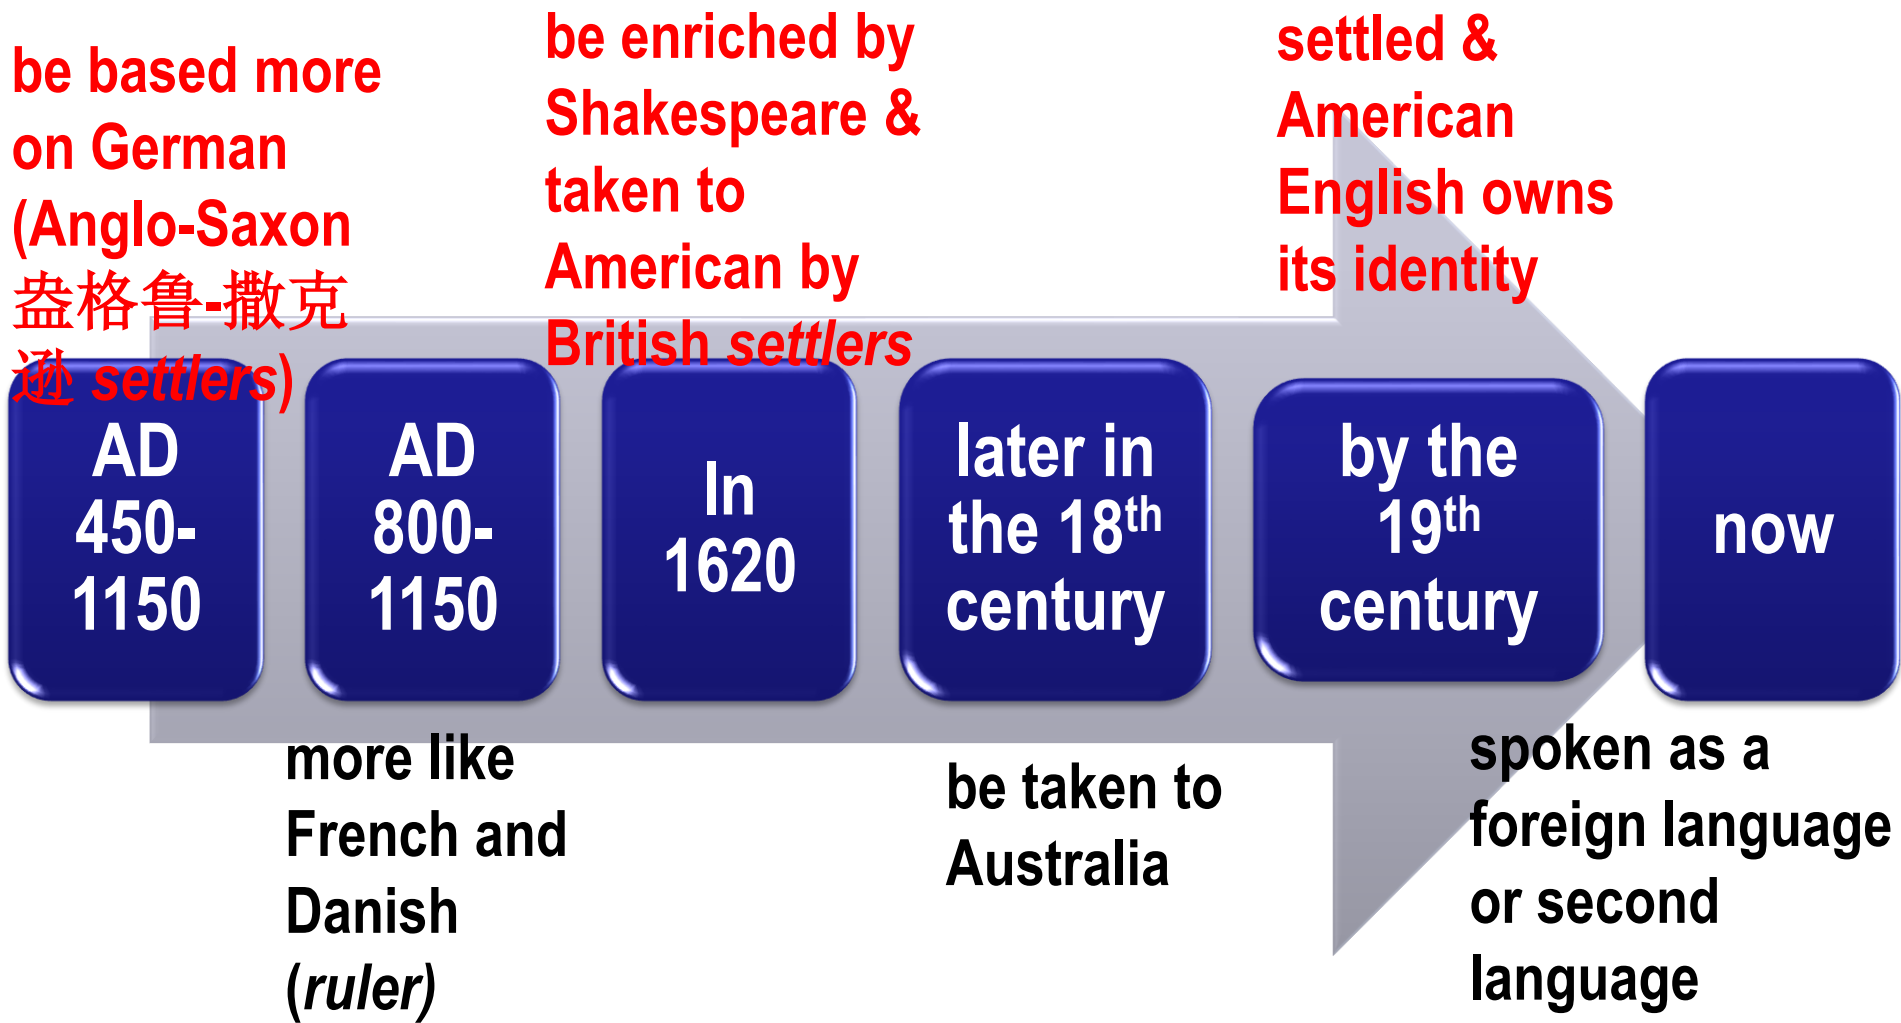 be based more
on German
(Anglo-Saxon
盎格鲁-撒克
逊 settlers)
be enriched by
Shakespeare &
taken to
American by
British settlers
settled &
American
English owns
its identity
AD
450-
1150
AD
800-
1150
In
1620
later in
the 18th
century
by the
19th
century
now
more like
French and
Danish
(ruler)
be taken to
Australia
spoken as a
foreign language
or second
language